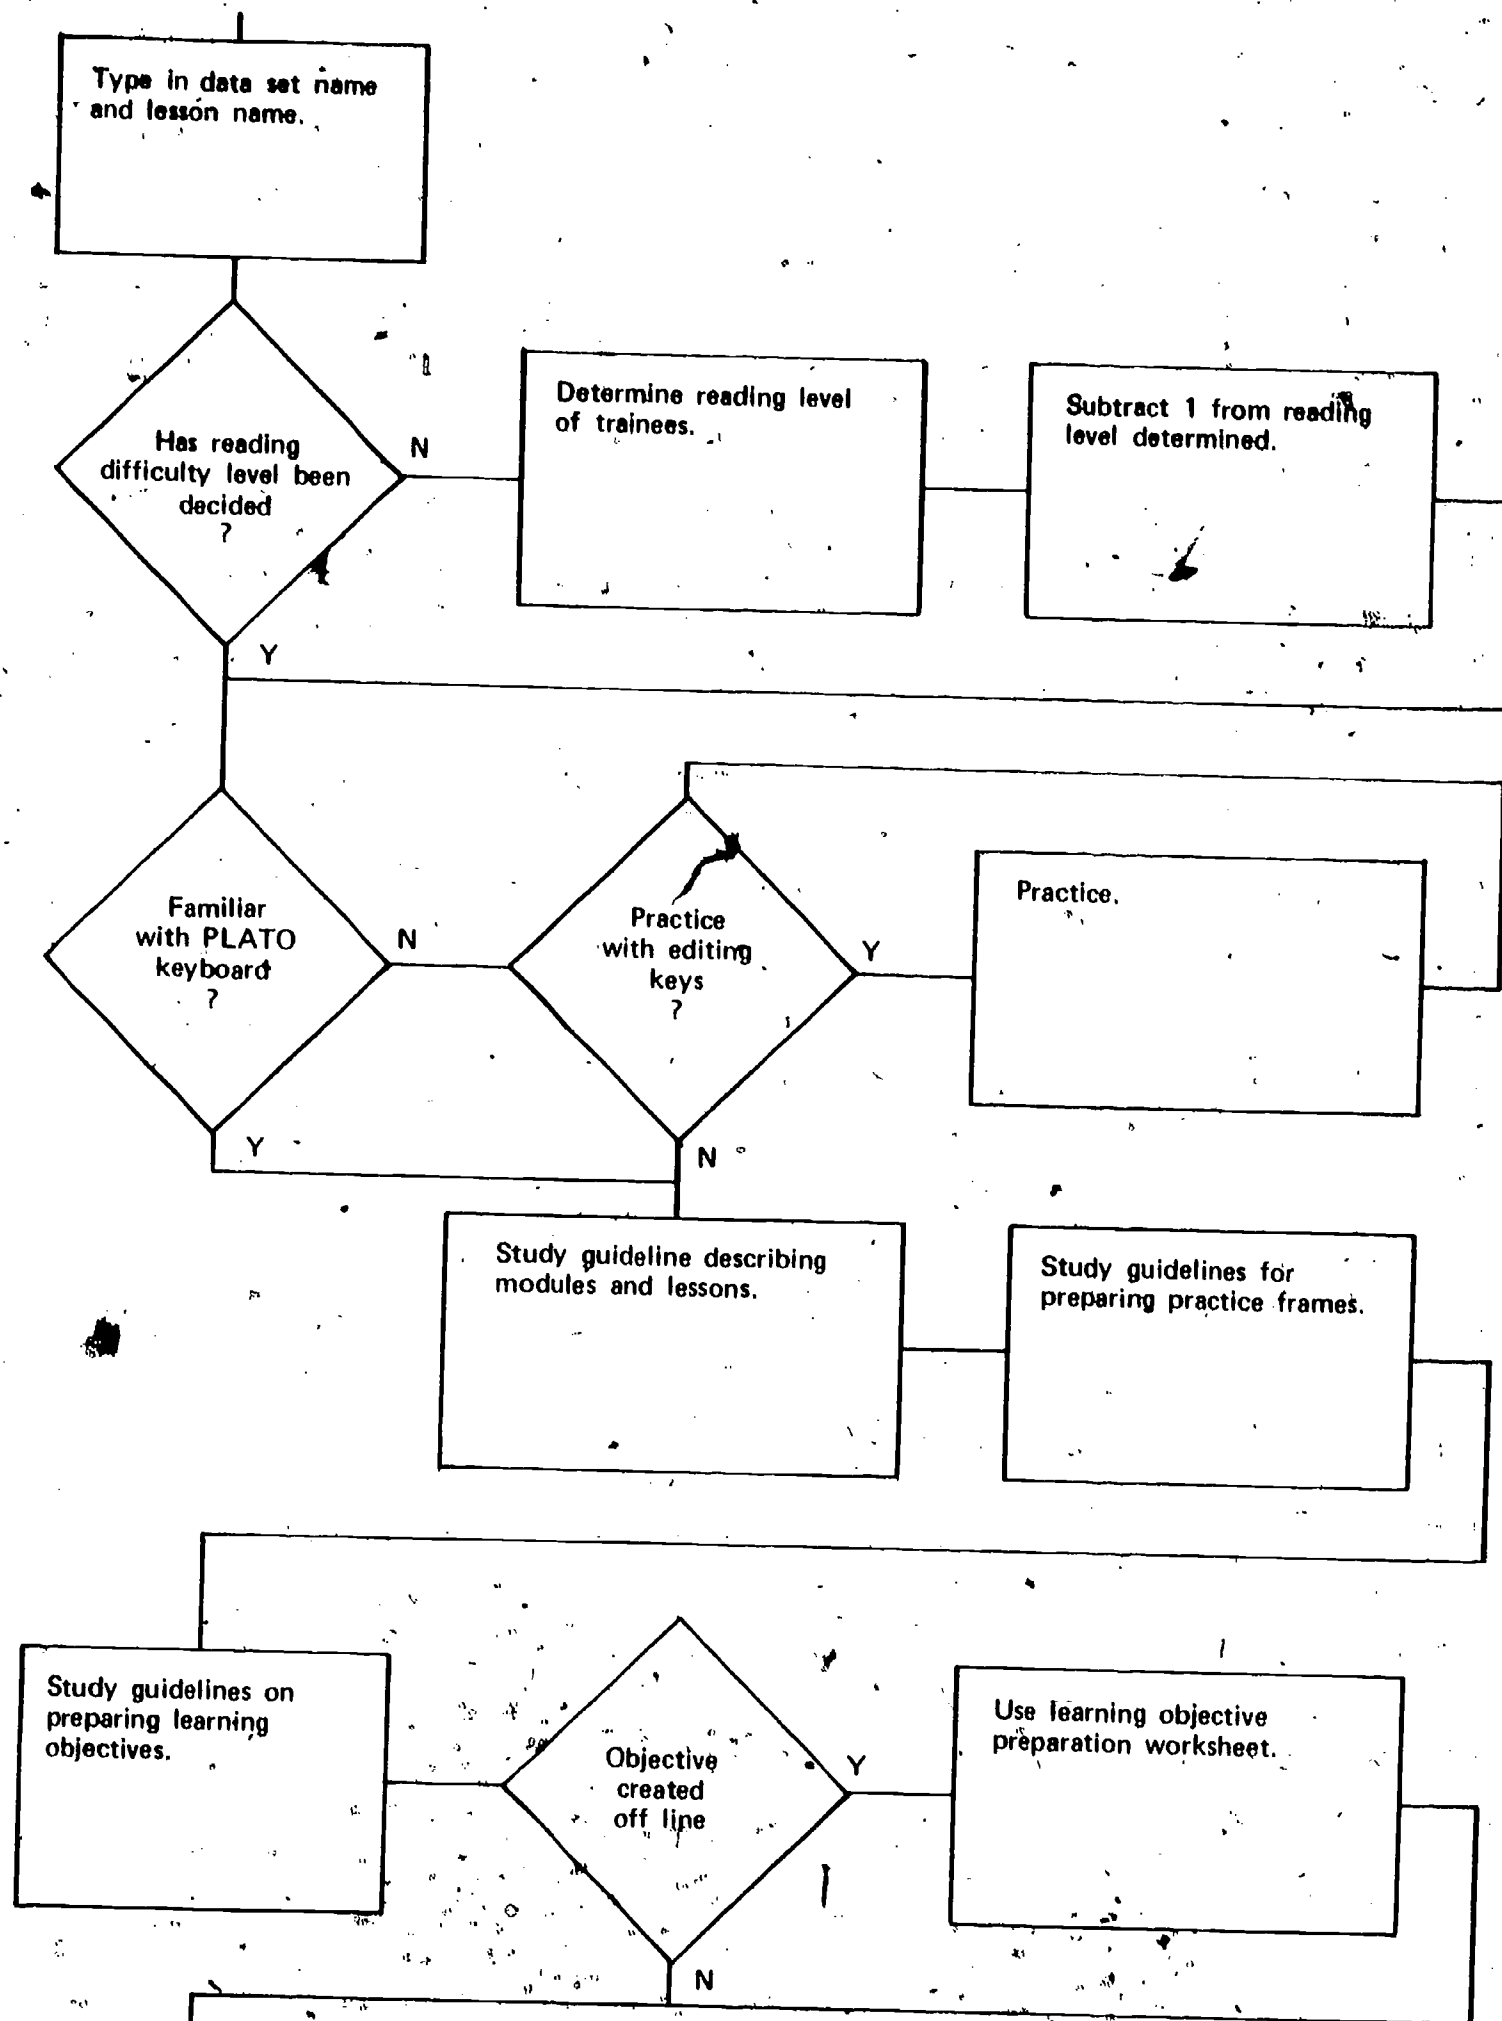 Type in data set name
and lesson name.
Has reading
difficulty level been
decided
?
N
Y
Determine reading level
of trainees.
Subtract 1 from reading
level determined.
Familiar
with PLATO
keyboard
?
N
Y
Practice
with editing
keys
?
Y
N
Practice.
Study guideline describing
modules and lessons.
Study guidelines for
preparing practice frames.
Study guidelines on
preparing learning
objectives.
Objective
created
off line
Y
N
Use learning objective
preparation worksheet.